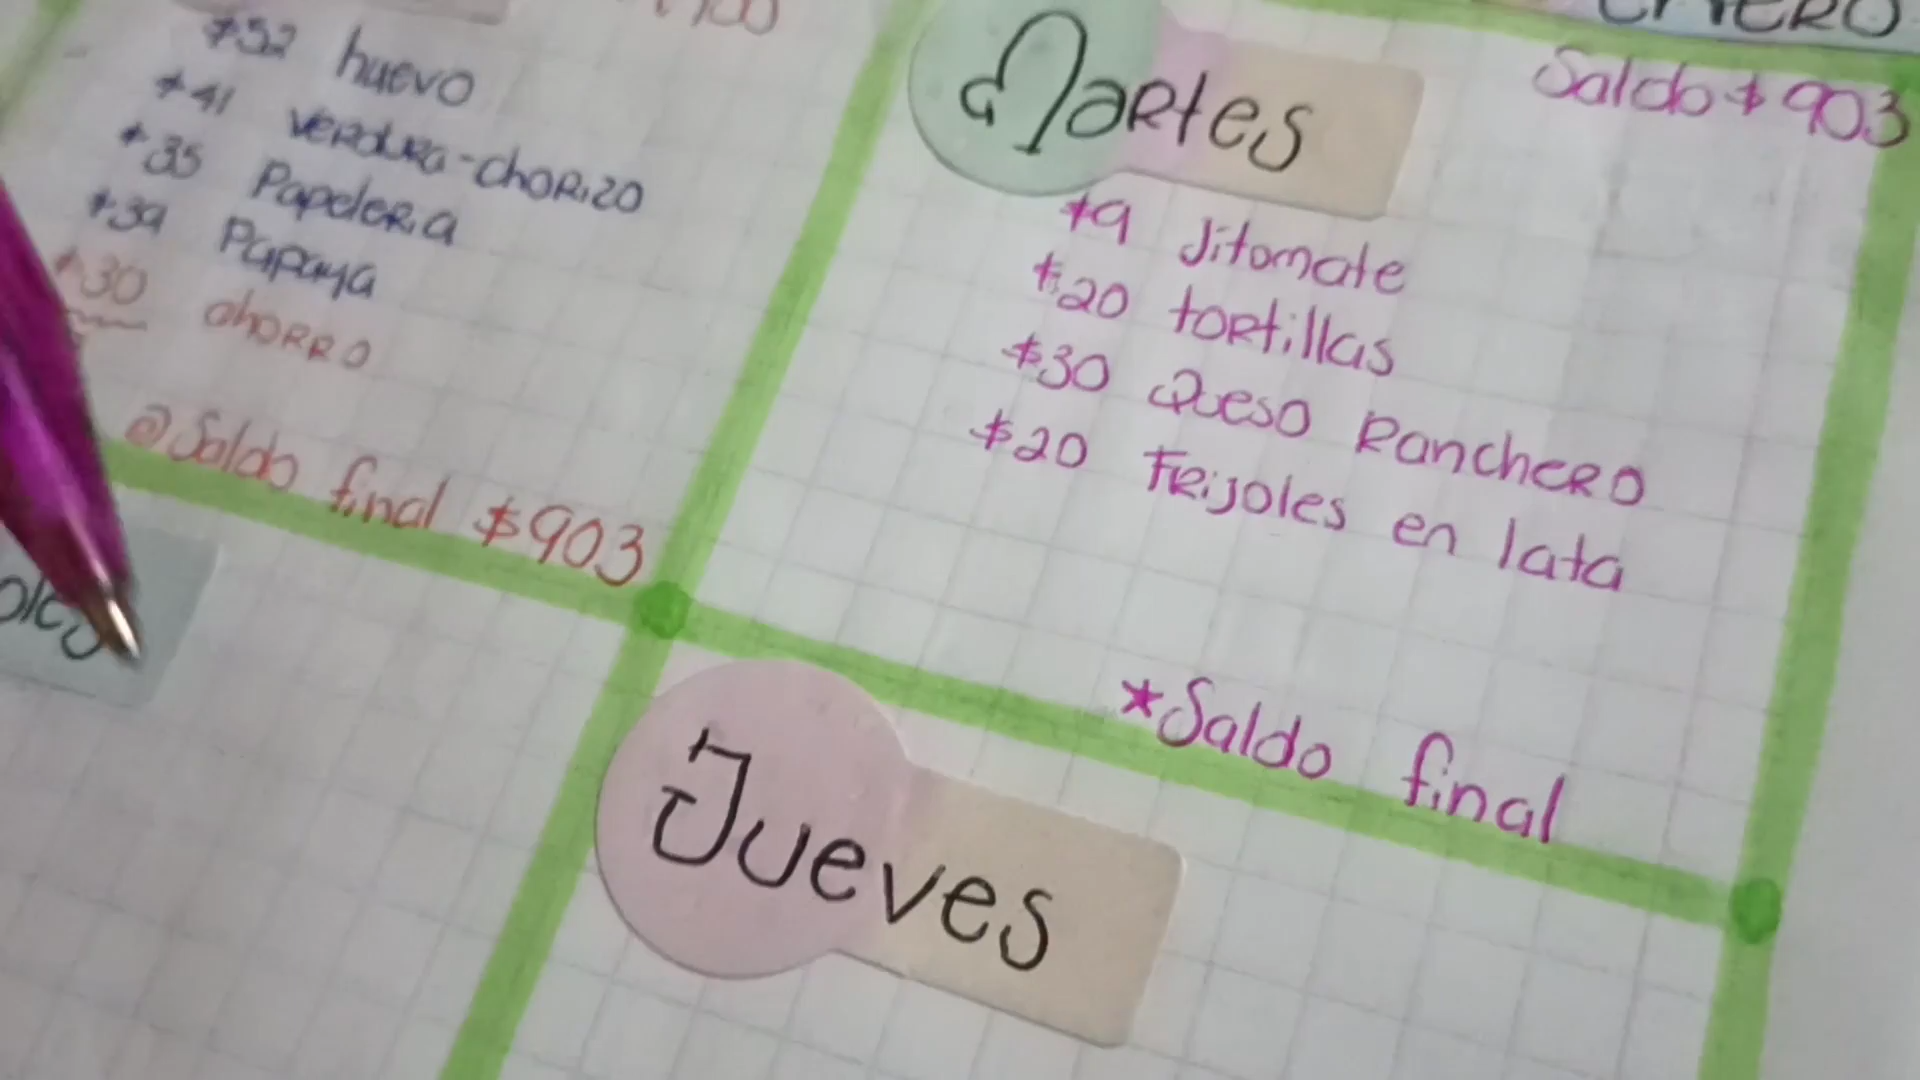 $52 huevo
$41 verdura-chorizo
$35 Papeleria
$39 Papaya
$30 ahorro
@Saldo final $903
Martes
Saldo $903
$9 Jitomate
$20 tortillas
$30 Queso Ranchero
$20 Frijoles en lata
*Saldo final
Jueves